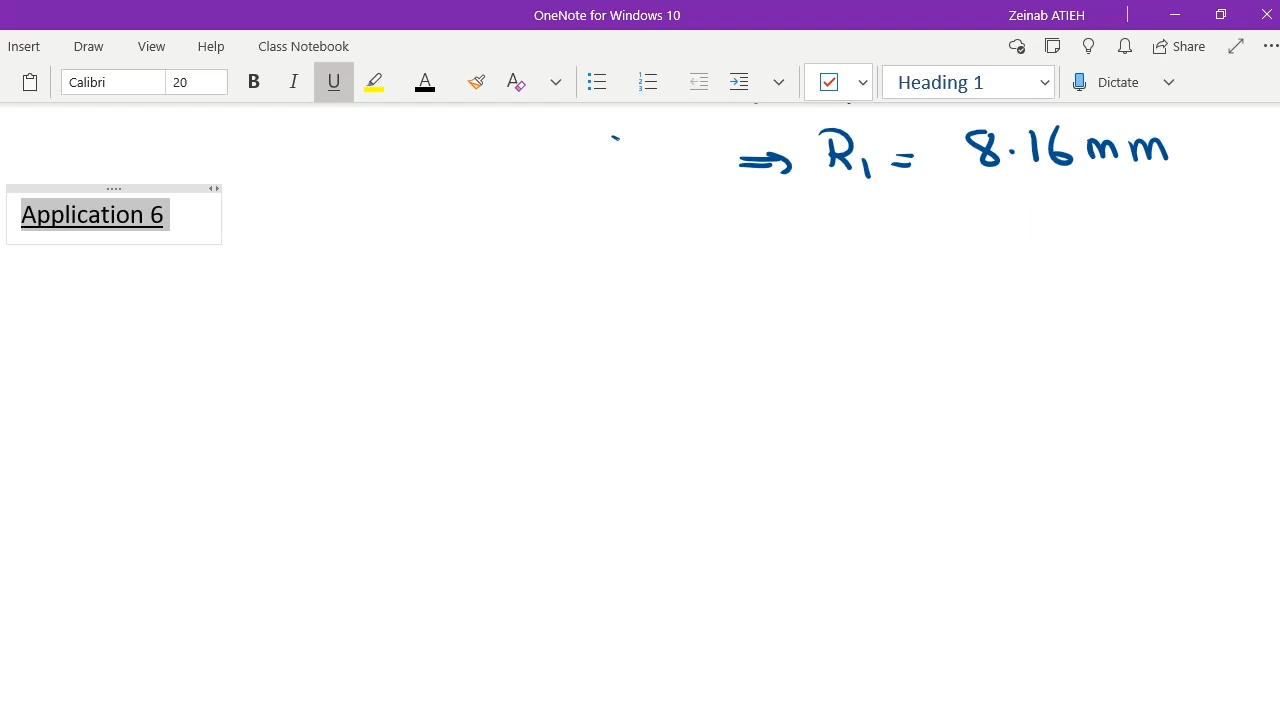 OneNote for Windows 10 Zeinab ATIEH
Insert Draw View Help Class Notebook Share
Calibri 20 B I U A A Heading 1 Dictate
⇒ R₁ = 8.16 mm
Application 6